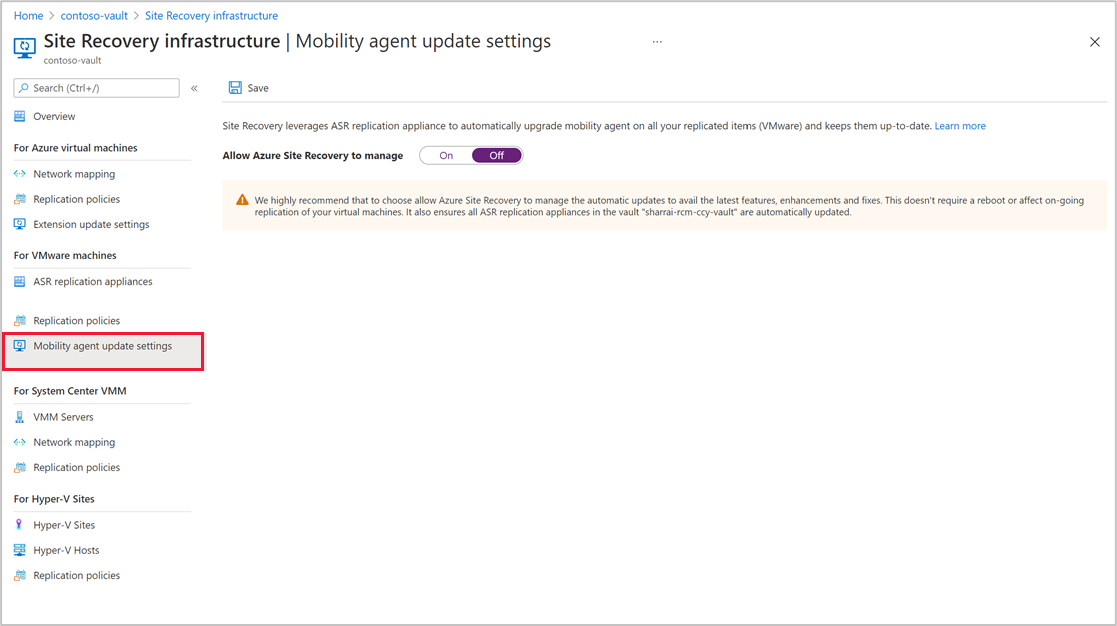 Home > contoso-vault > Site Recovery infrastructure
Site Recovery infrastructure | Mobility agent update settings ...
contoso-vault
Search (Ctrl+/) «
Overview
For Azure virtual machines
Network mapping
Replication policies
Extension update settings
For VMware machines
ASR replication appliances
Replication policies
Mobility agent update settings
For System Center VMM
VMM Servers
Network mapping
Replication policies
For Hyper-V Sites
Hyper-V Sites
Hyper-V Hosts
Replication policies
Save
Site Recovery leverages ASR replication appliance to automatically upgrade mobility agent on all your replicated items (VMware) and keeps them up-to-date. Learn more
Allow Azure Site Recovery to manage On Off
We highly recommend that to choose allow Azure Site Recovery to manage the automatic updates to avail the latest features, enhancements and fixes. This doesn't require a reboot or affect on-going
replication of your virtual machines. It also ensures all ASR replication appliances in the vault "sharrai-rcm-ccy-vault" are automatically updated.